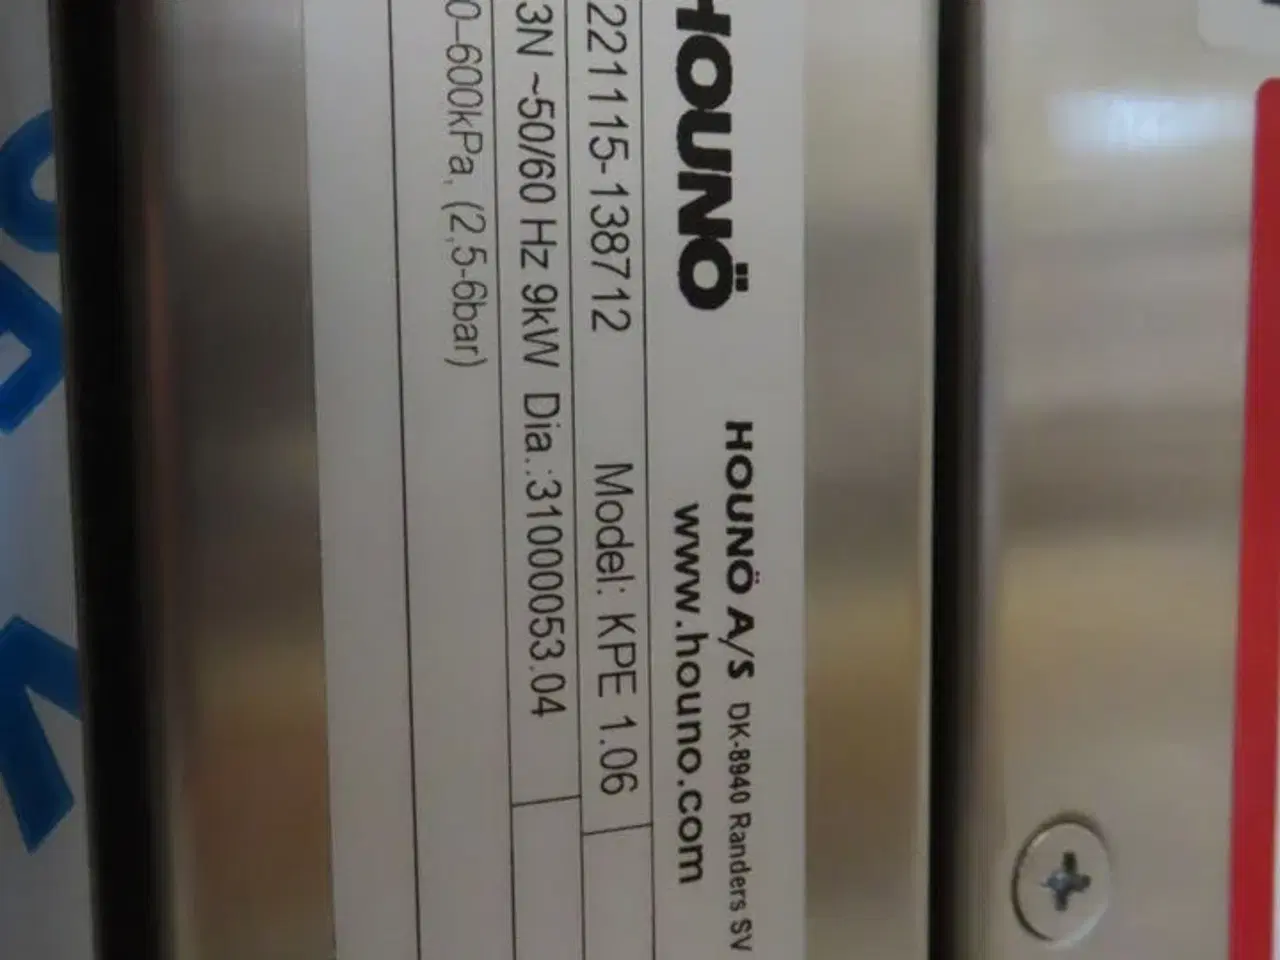 HOUNÖ
HOUNÖ A/S DK-8940 Randers SV
www.houno.com
221115-138712 Model: KPE 1.06
3N ~50/60 Hz 9kW Dia.:31000053.04
0–600kPa, (2,5-6bar)